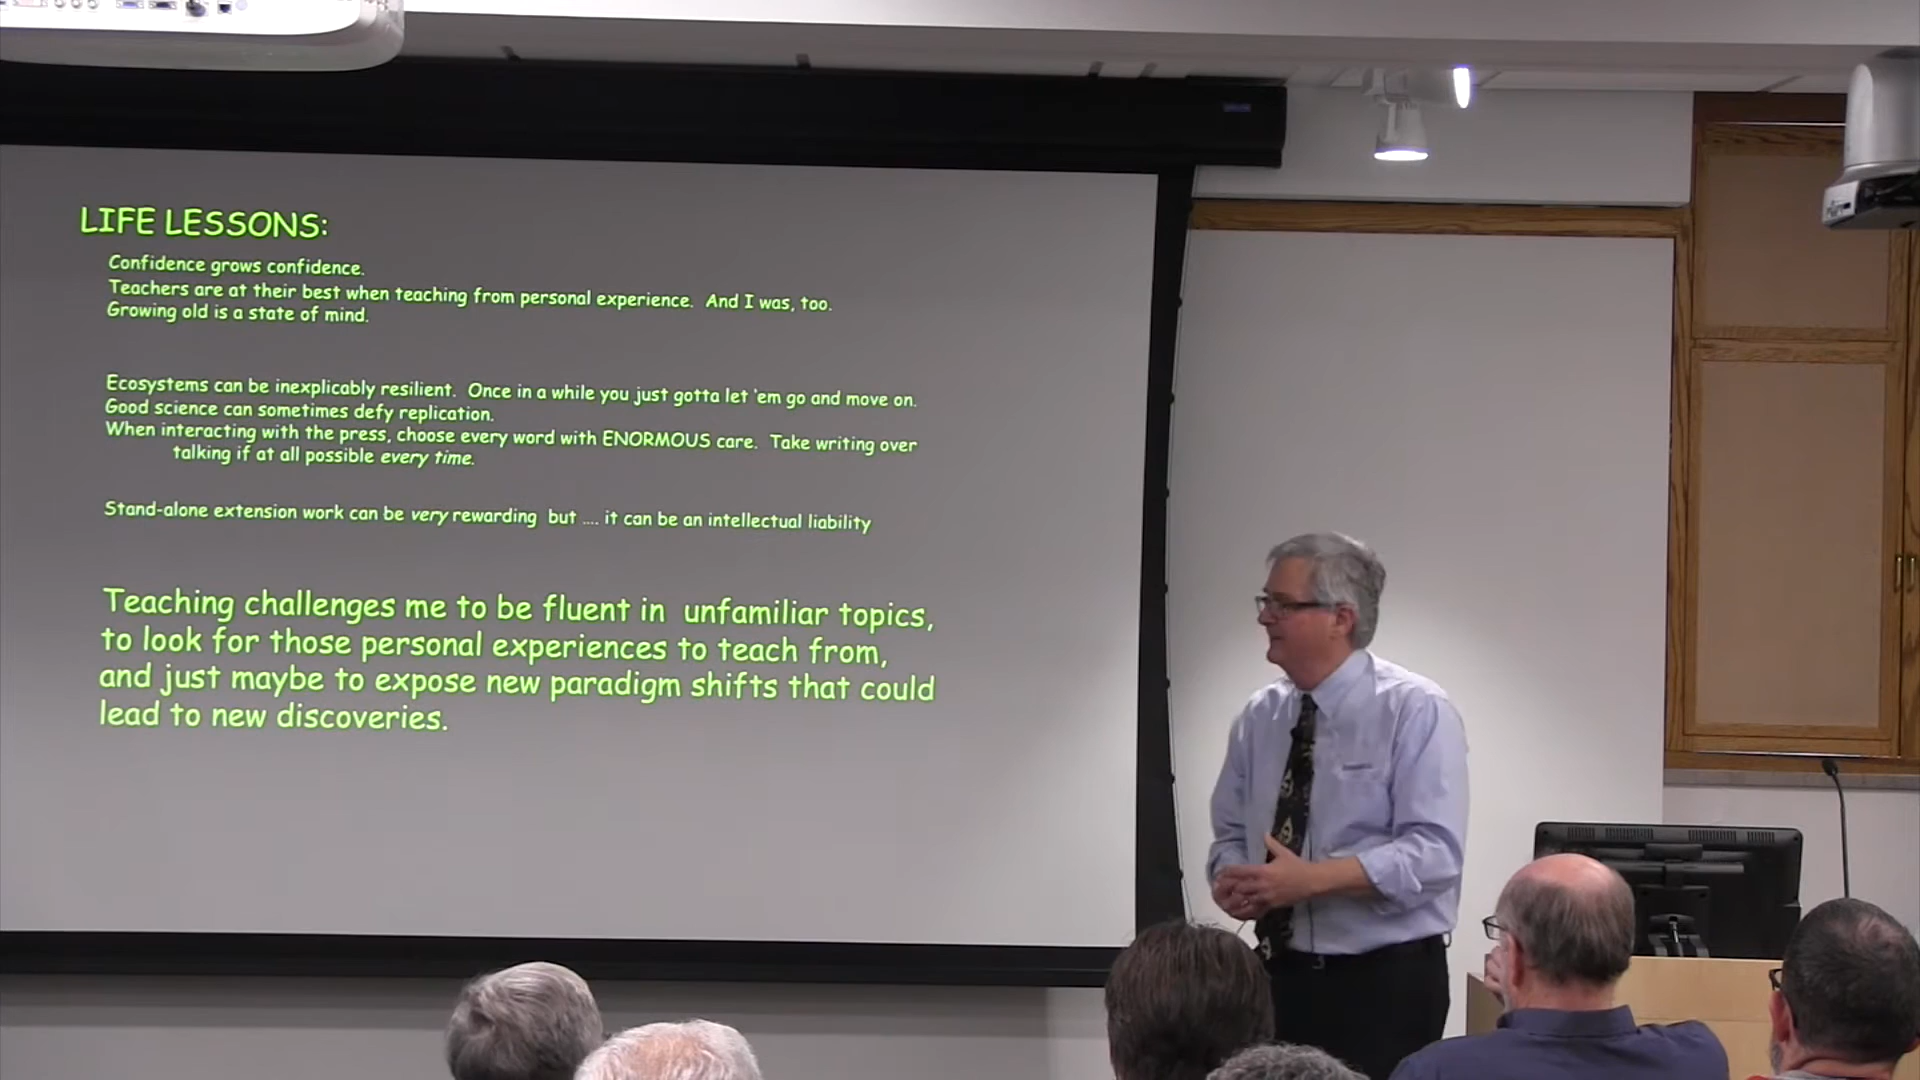 LIFE LESSONS:
Confidence grows confidence.
Teachers are at their best when teaching from personal experience. And I was, too.
Growing old is a state of mind.
Ecosystems can be inexplicably resilient. Once in a while you just gotta let 'em go and move on.
Good science can sometimes defy replication.
When interacting with the press, choose every word with ENORMOUS care. Take writing over
talking if at all possible every time.
Stand-alone extension work can be very rewarding but .... it can be an intellectual liability
Teaching challenges me to be fluent in unfamiliar topics,
to look for those personal experiences to teach from,
and just maybe to expose new paradigm shifts that could
lead to new discoveries.